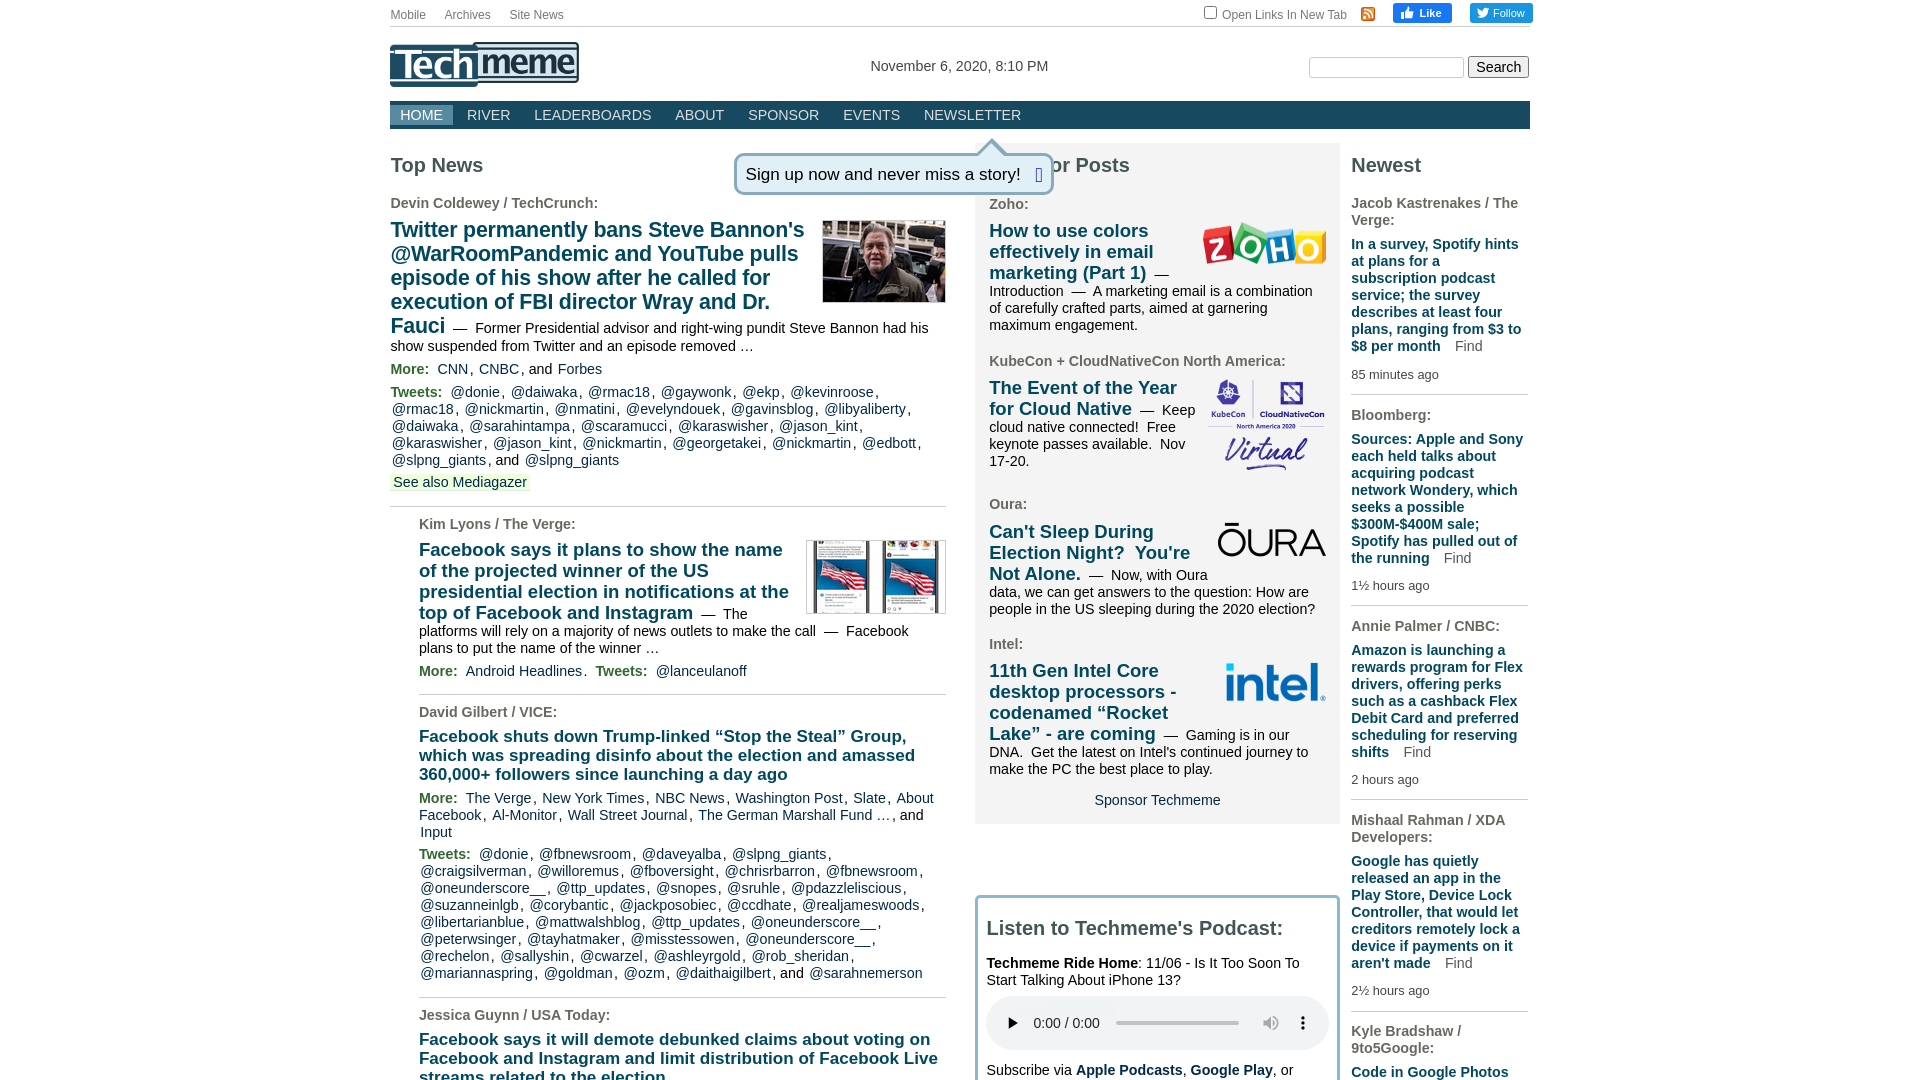 Mobile Archives Site News
Open Links In New Tab Like Follow
Techmeme
November 6, 2020, 8:10 PM
Search
HOME RIVER LEADERBOARDS ABOUT SPONSOR EVENTS NEWSLETTER
Sign up now and never miss a story!
Top News
Devin Coldewey / TechCrunch:
Twitter permanently bans Steve Bannon's
@WarRoomPandemic and YouTube pulls
episode of his show after he called for
execution of FBI director Wray and Dr.
Fauci — Former Presidential advisor and right-wing pundit Steve Bannon had his
show suspended from Twitter and an episode removed …
More: CNN, CNBC, and Forbes
Tweets: @donie, @daiwaka, @rmac18, @gaywonk, @ekp, @kevinroose,
@rmac18, @nickmartin, @nmatini, @evelyndouek, @gavinsblog, @libyaliberty,
@daiwaka, @sarahintampa, @scaramucci, @karaswisher, @jason_kint,
@karaswisher, @jason_kint, @nickmartin, @georgetakei, @nickmartin, @edbott,
@slpng_giants, and @slpng_giants
See also Mediagazer
Kim Lyons / The Verge:
Facebook says it plans to show the name
of the projected winner of the US
presidential election in notifications at the
top of Facebook and Instagram — The
platforms will rely on a majority of news outlets to make the call — Facebook
plans to put the name of the winner …
More: Android Headlines. Tweets: @lanceulanoff
David Gilbert / VICE:
Facebook shuts down Trump-linked “Stop the Steal” Group,
which was spreading disinfo about the election and amassed
360,000+ followers since launching a day ago
More: The Verge, New York Times, NBC News, Washington Post, Slate, About
Facebook, Al-Monitor, Wall Street Journal, The German Marshall Fund …, and
Input
Tweets: @donie, @fbnewsroom, @daveyalba, @slpng_giants,
@craigsilverman, @willoremus, @fboversight, @chrisrbarron, @fbnewsroom,
@oneunderscore__, @ttp_updates, @snopes, @sruhle, @pdazzleliscious,
@suzanneinlgb, @corybantic, @jackposobiec, @ccdhate, @realjameswoods,
@libertarianblue, @mattwalshblog, @ttp_updates, @oneunderscore__,
@peterwsinger, @tayhatmaker, @misstessowen, @oneunderscore__,
@rechelon, @sallyshin, @cwarzel, @ashleyrgold, @rob_sheridan,
@mariannaspring, @goldman, @ozm, @daithaigilbert, and @sarahnemerson
Jessica Guynn / USA Today:
Facebook says it will demote debunked claims about voting on
Facebook and Instagram and limit distribution of Facebook Live
streams related to the election
or Posts
Zoho:
ZOHO
How to use colors
effectively in email
marketing (Part 1) —
Introduction — A marketing email is a combination
of carefully crafted parts, aimed at garnering
maximum engagement.
KubeCon + CloudNativeCon North America:
The Event of the Year
for Cloud Native — Keep
cloud native connected! Free
keynote passes available. Nov
17-20.
KubeCon CloudNativeCon
North America 2020
Virtual
Oura:
Can't Sleep During
Election Night? You're
Not Alone. — Now, with Oura
data, we can get answers to the question: How are
people in the US sleeping during the 2020 election?
ŌURA
Intel:
11th Gen Intel Core
desktop processors -
codenamed “Rocket
Lake” - are coming — Gaming is in our
DNA. Get the latest on Intel's continued journey to
make the PC the best place to play.
intel
Sponsor Techmeme
Listen to Techmeme's Podcast:
Techmeme Ride Home: 11/06 - Is It Too Soon To
Start Talking About iPhone 13?
0:00 / 0:00
Subscribe via Apple Podcasts, Google Play, or
Newest
Jacob Kastrenakes / The
Verge:
In a survey, Spotify hints
at plans for a
subscription podcast
service; the survey
describes at least four
plans, ranging from $3 to
$8 per month Find
85 minutes ago
Bloomberg:
Sources: Apple and Sony
each held talks about
acquiring podcast
network Wondery, which
seeks a possible
$300M-$400M sale;
Spotify has pulled out of
the running Find
1½ hours ago
Annie Palmer / CNBC:
Amazon is launching a
rewards program for Flex
drivers, offering perks
such as a cashback Flex
Debit Card and preferred
scheduling for reserving
shifts Find
2 hours ago
Mishaal Rahman / XDA
Developers:
Google has quietly
released an app in the
Play Store, Device Lock
Controller, that would let
creditors remotely lock a
device if payments on it
aren't made Find
2½ hours ago
Kyle Bradshaw /
9to5Google:
Code in Google Photos